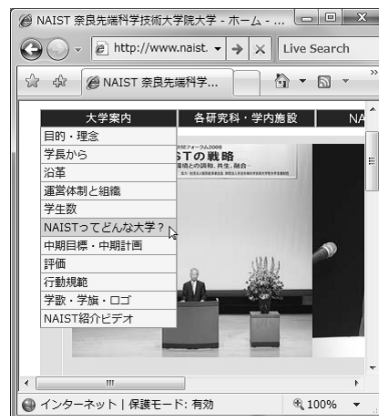 NAIST 奈良先端科学技術大学院大学 - ホーム - ...
http://www.naist.
Live Search
NAIST 奈良先端科学...
大学案内
各研究科・学内施設
NA
目的・理念
学長から
沿革
運営体制と組織
学生数
NAISTってどんな大学？
中期目標・中期計画
評価
行動規範
学歌・学旗・ロゴ
NAIST紹介ビデオ
STの戦略
インターネット | 保護モード: 有効
100%